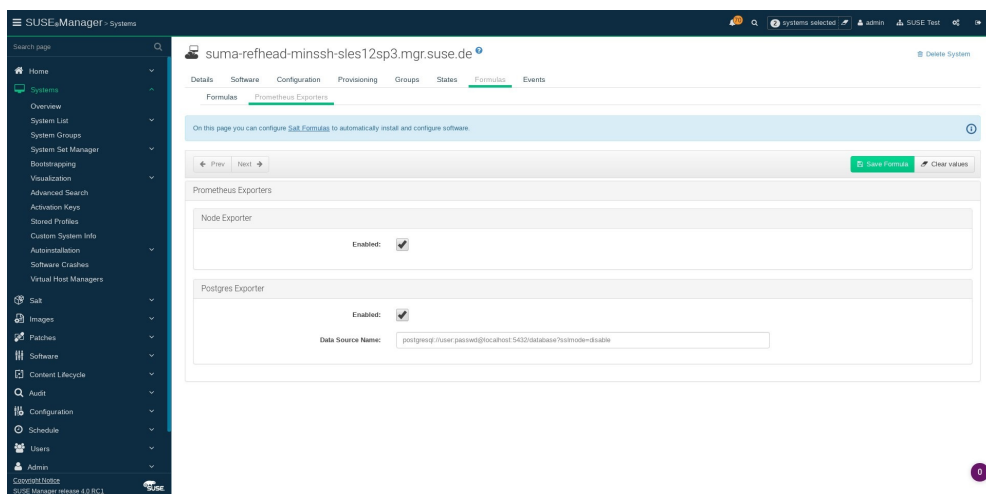 SUSE Manager > Systems
2 systems selected admin SUSE Test
Search page
suma-refhead-minssh-sles12sp3.mgr.suse.de ?
Delete System
Home
Details Software Configuration Provisioning Groups States Formulas Events
Systems
Formulas Prometheus Exporters
Overview
System List
On this page you can configure Salt Formulas to automatically install and configure software.
System Groups
System Set Manager
Bootstrapping
Prev Next
Save Formula Clear values
Visualization
Advanced Search
Prometheus Exporters
Activation Keys
Stored Profiles
Node Exporter
Custom System Info
Enabled:
Autoinstallation
Software Crashes
Virtual Host Managers
Postgres Exporter
Salt
Enabled:
Images
Patches
Data Source Name: postgresql://user:passwd@localhost:5432/database?sslmode=disable
Software
Content Lifecycle
Audit
Configuration
Schedule
Users
Admin
0
Copyright Notice
SUSE Manager release 4.0 RC1
SUSE.